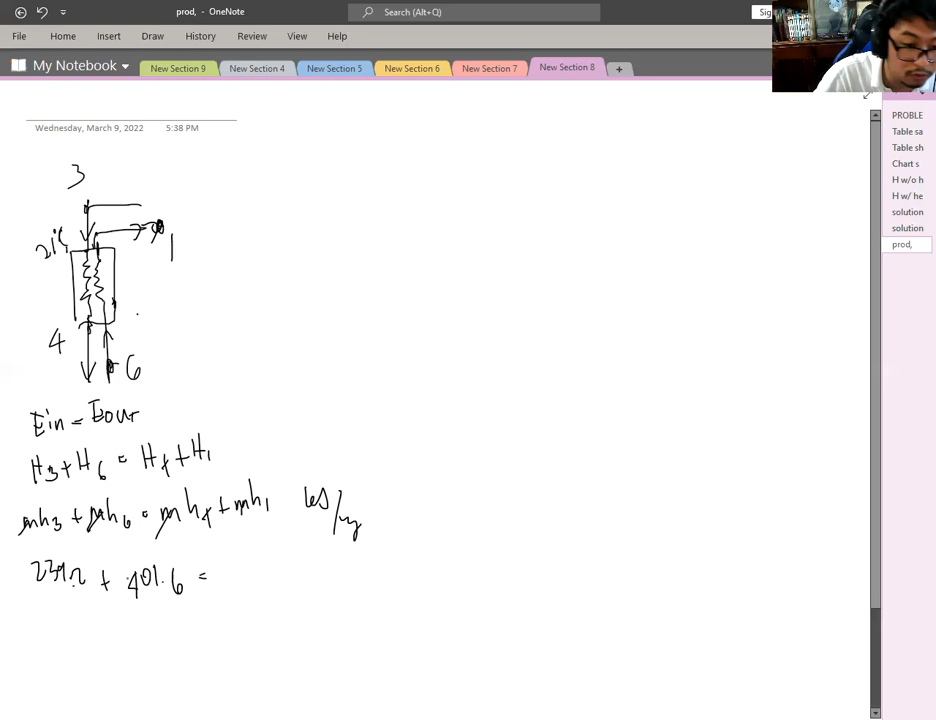 prod, - OneNote
Search (Alt+Q)
File Home Insert Draw History Review View Help
My Notebook
New Section 9
New Section 4
New Section 5
New Section 6
New Section 7
New Section 8
+
PROBLE
Table sa
Table sh
Chart s
H w/o h
H w/ he
solution
solution
prod,
Wednesday, March 9, 2022 5:38 PM
3
1
4
6
Ein = Eout
H3 + H6 = H4 + H1
mh3 + mh6 = mh4 + mh1
+ 401.6 =